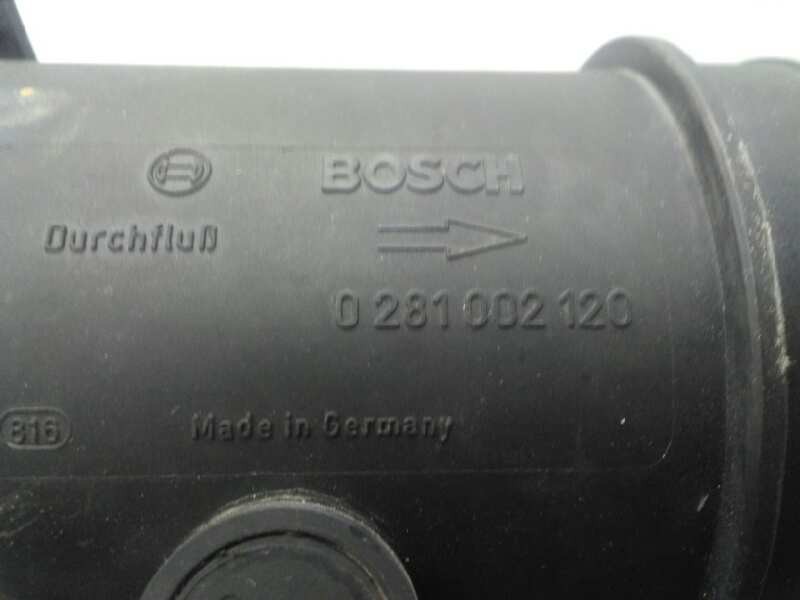 BOSCH
Durchfluß
0 281 002 120
816
Made in Germany